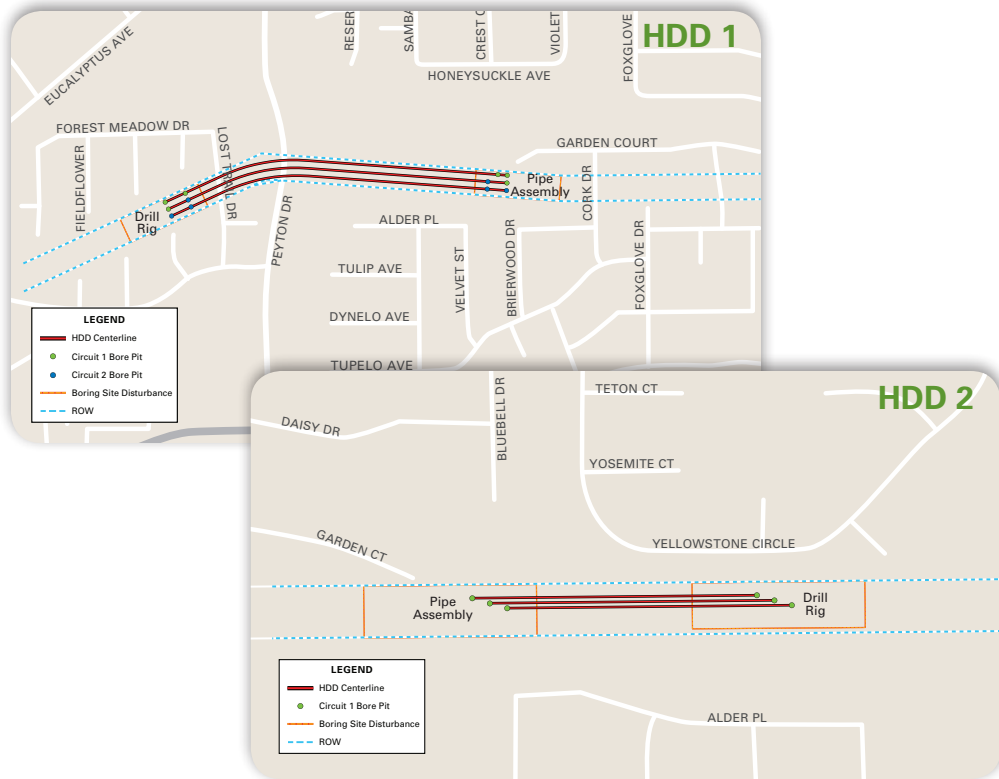 HDD 1
EUCALYPTUS AVE
RESER
SAMBA
CREST C
VIOLET
FOXGLOVE
HONEYSUCKLE AVE
FOREST MEADOW DR
LOST TRAIL DR
GARDEN COURT
FIELDFLOWER
Drill
Rig
Pipe
Assembly
CORK DR
PEYTON DR
ALDER PL
TULIP AVE
VELVET ST
BRIERWOOD DR
FOXGLOVE DR
DYNELO AVE
TUPELO AVE
LEGEND
HDD Centerline
Circuit 1 Bore Pit
Circuit 2 Bore Pit
Boring Site Disturbance
ROW
HDD 2
BLUEBELL DR
TETON CT
DAISY DR
YOSEMITE CT
GARDEN CT
YELLOWSTONE CIRCLE
Pipe
Assembly
Drill
Rig
LEGEND
HDD Centerline
Circuit 1 Bore Pit
Boring Site Disturbance
ROW
ALDER PL